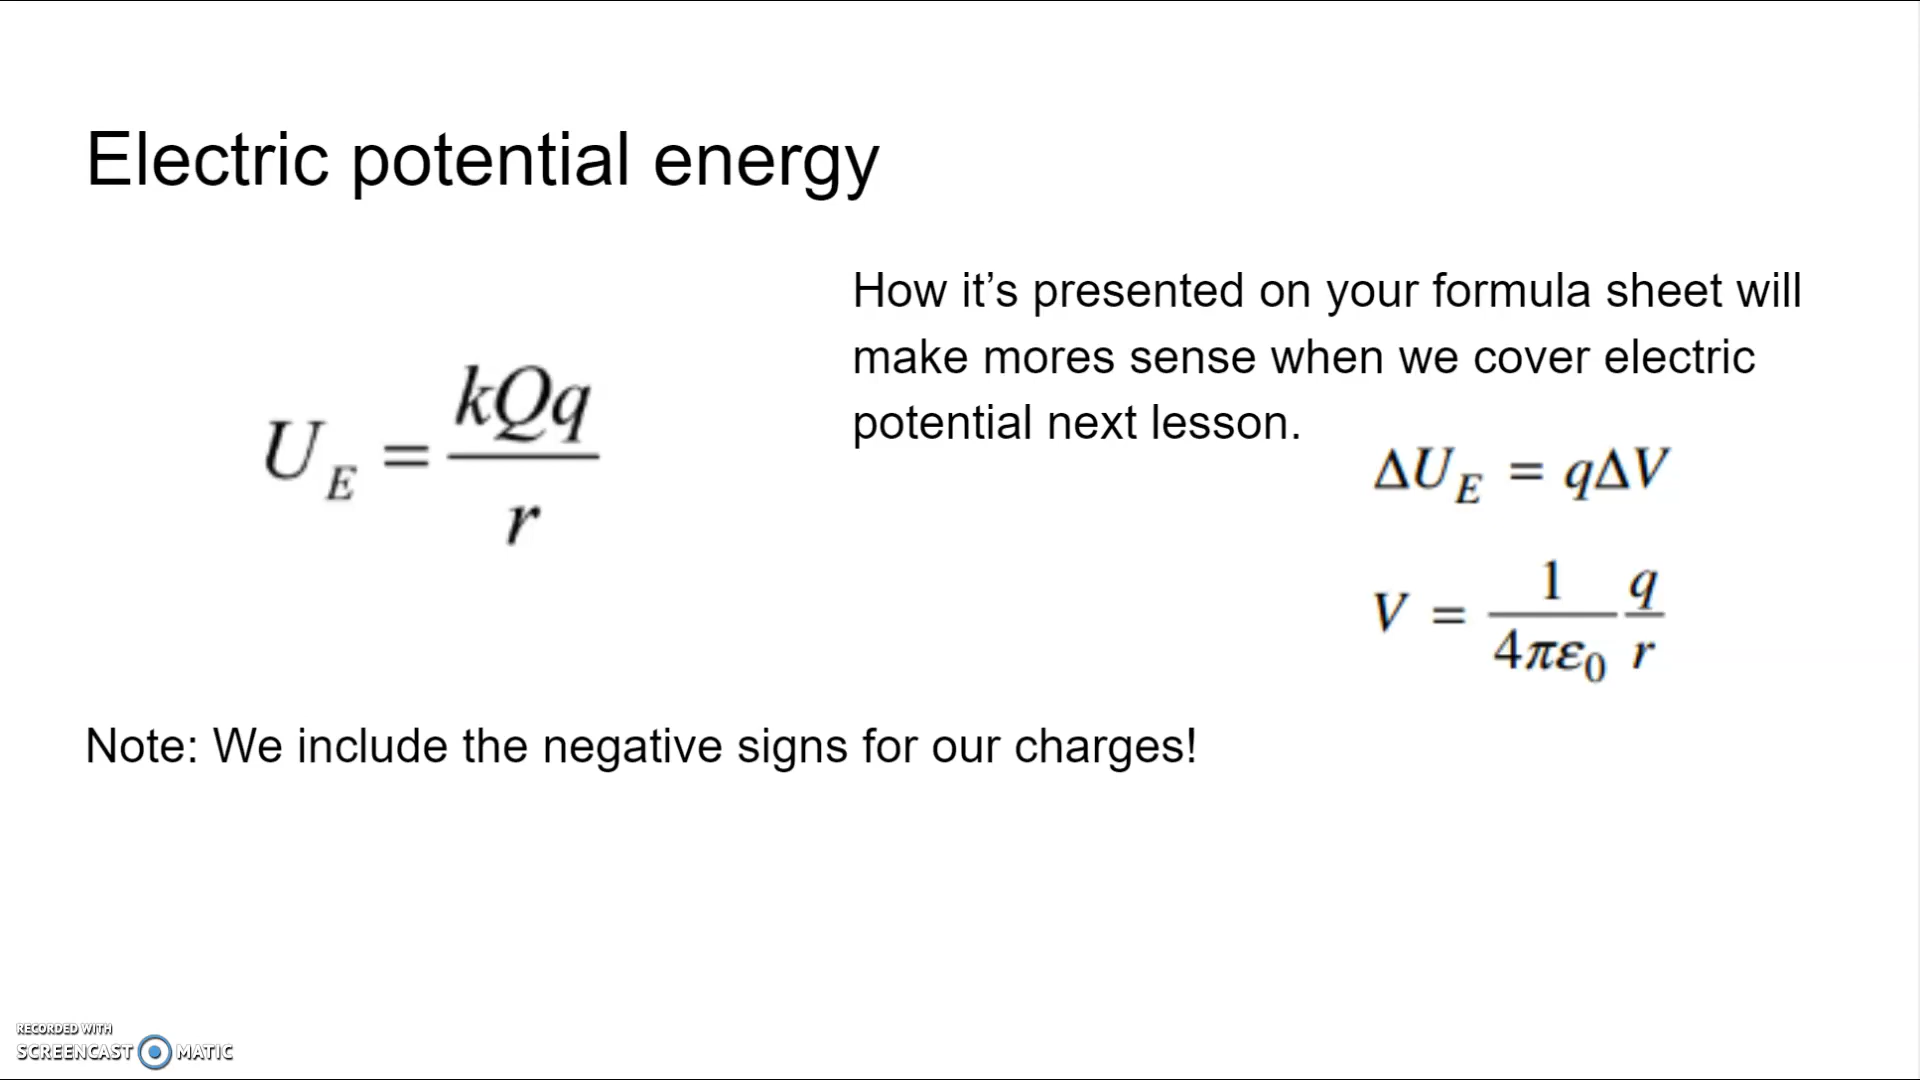 Electric potential energy
How it’s presented on your formula sheet will
make mores sense when we cover electric
potential next lesson.
U_E = kQq / r
ΔU_E = qΔV
V = 1 / 4πε₀ q / r
Note: We include the negative signs for our charges!
RECORDED WITH
SCREENCAST MATIC